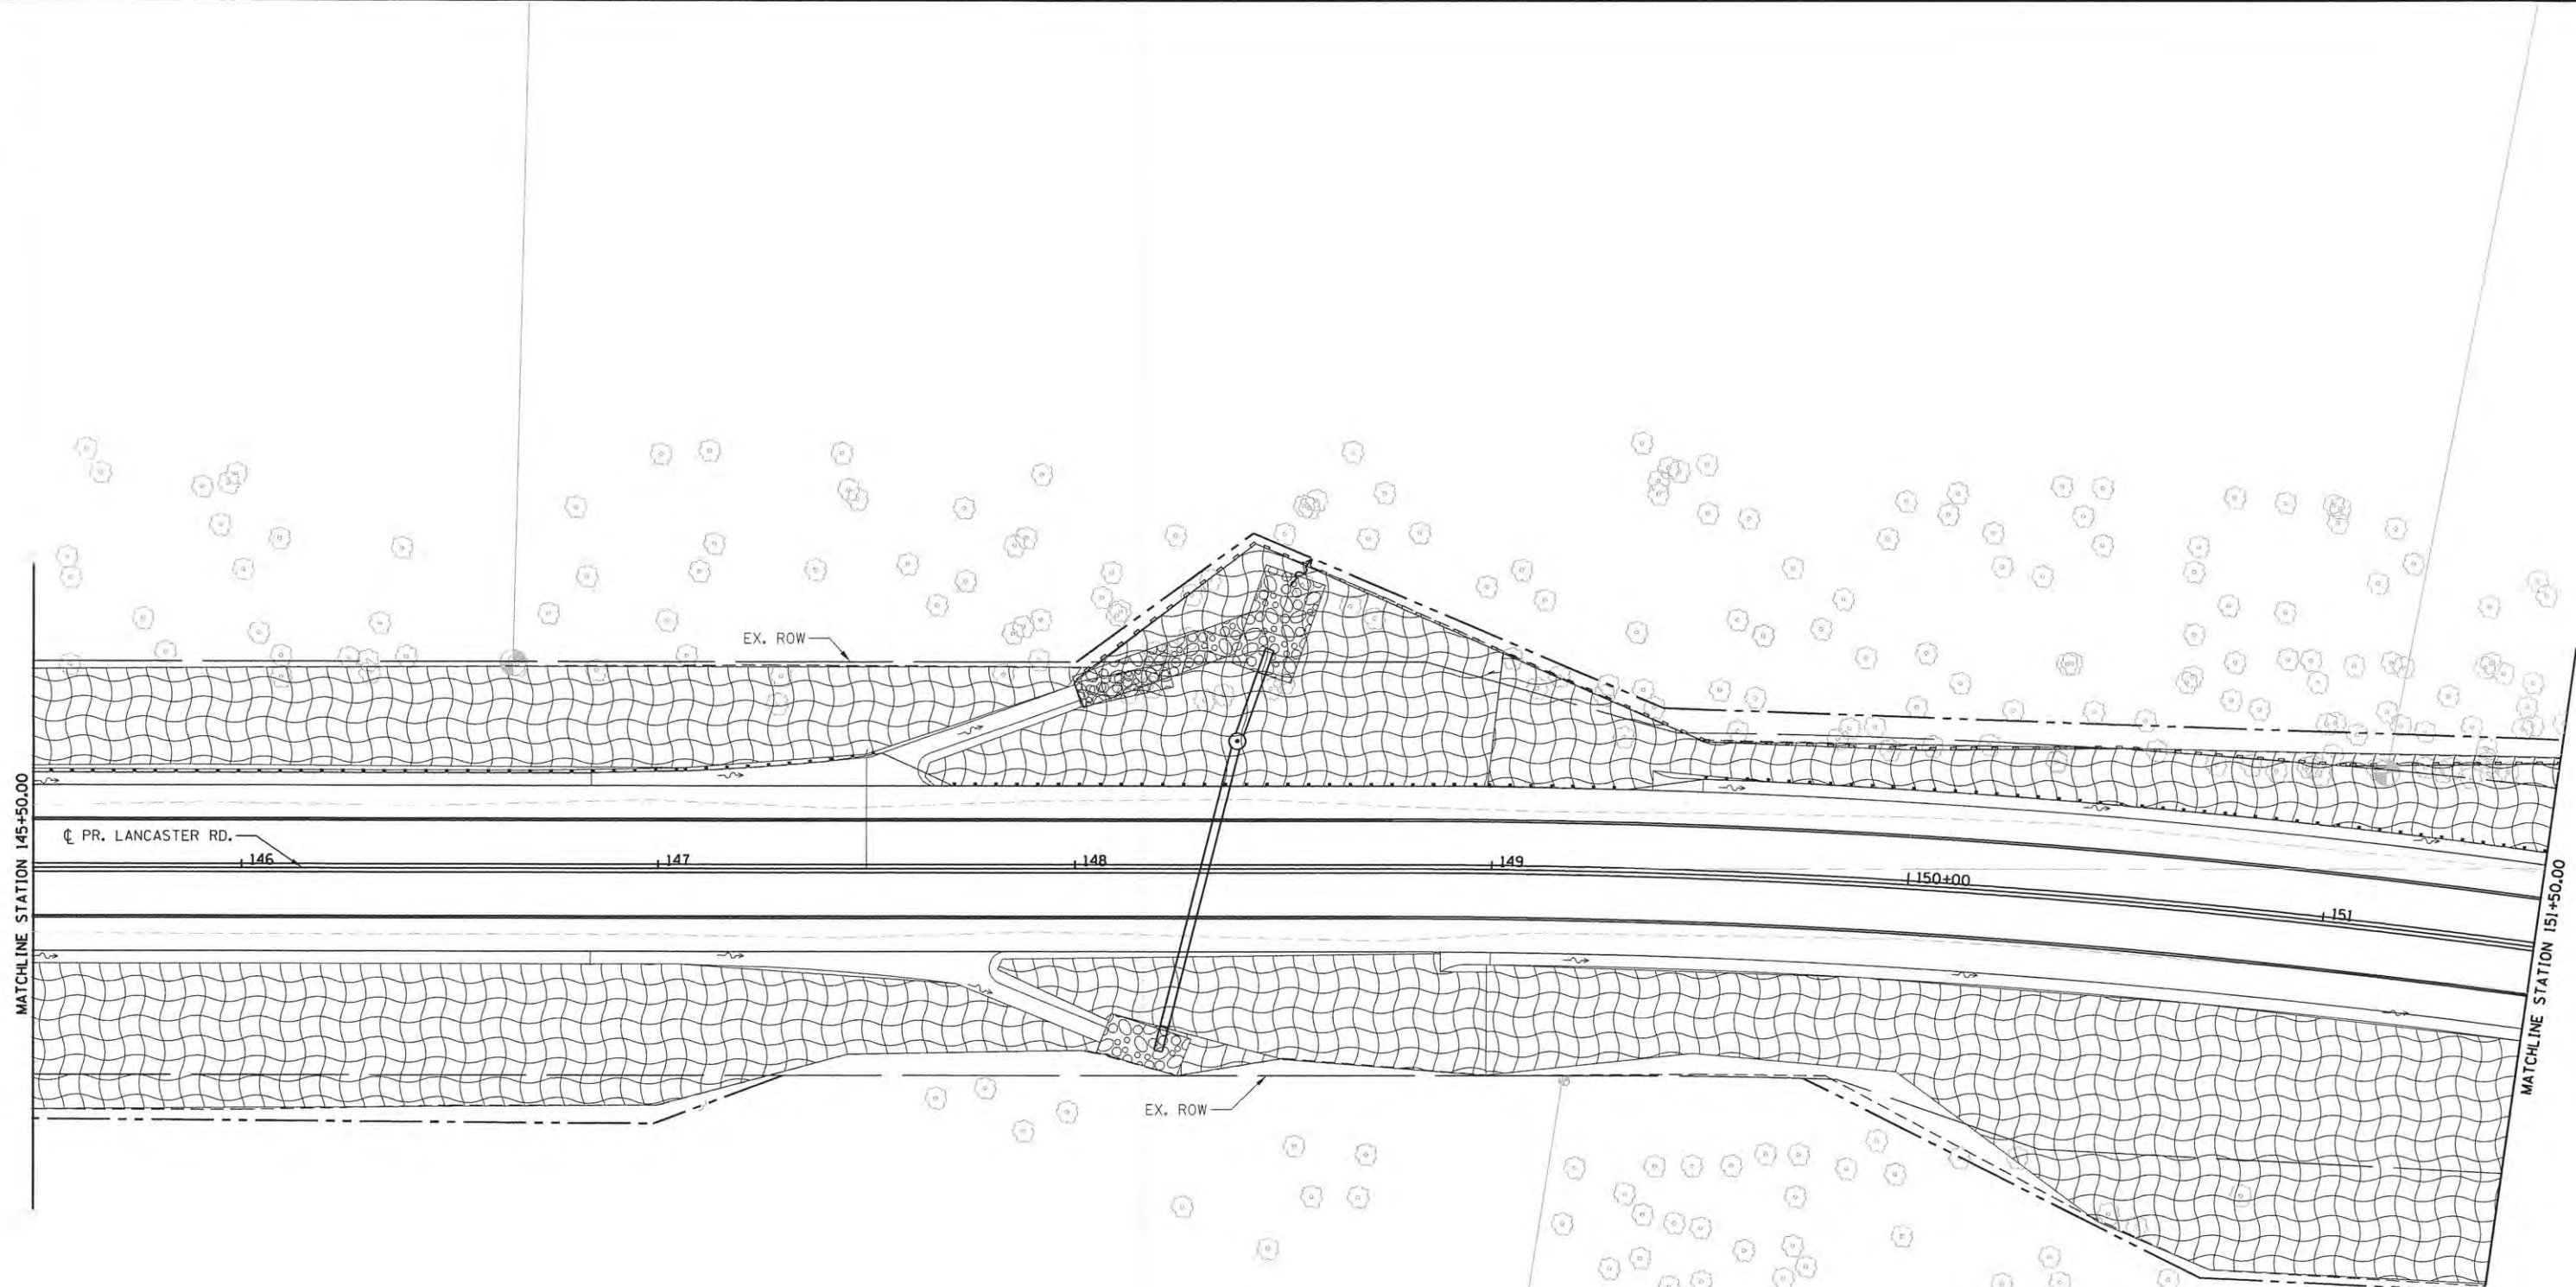 EX. ROW
MATCHLINE STATION 145+50.00
℄ PR. LANCASTER RD.
146
147
148
149
150+00
151
MATCHLINE STATION 151+50.00
EX. ROW